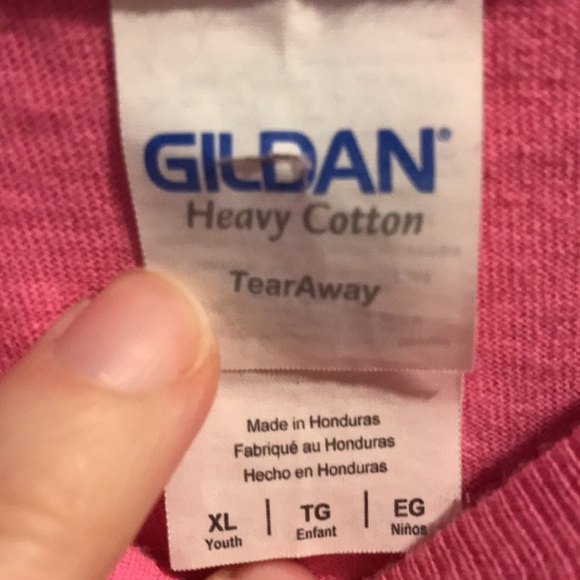 GILDAN®
Heavy Cotton
TearAway
Made in Honduras
Fabriqué au Honduras
Hecho en Honduras
XL | TG | EG
Youth Enfant Niños